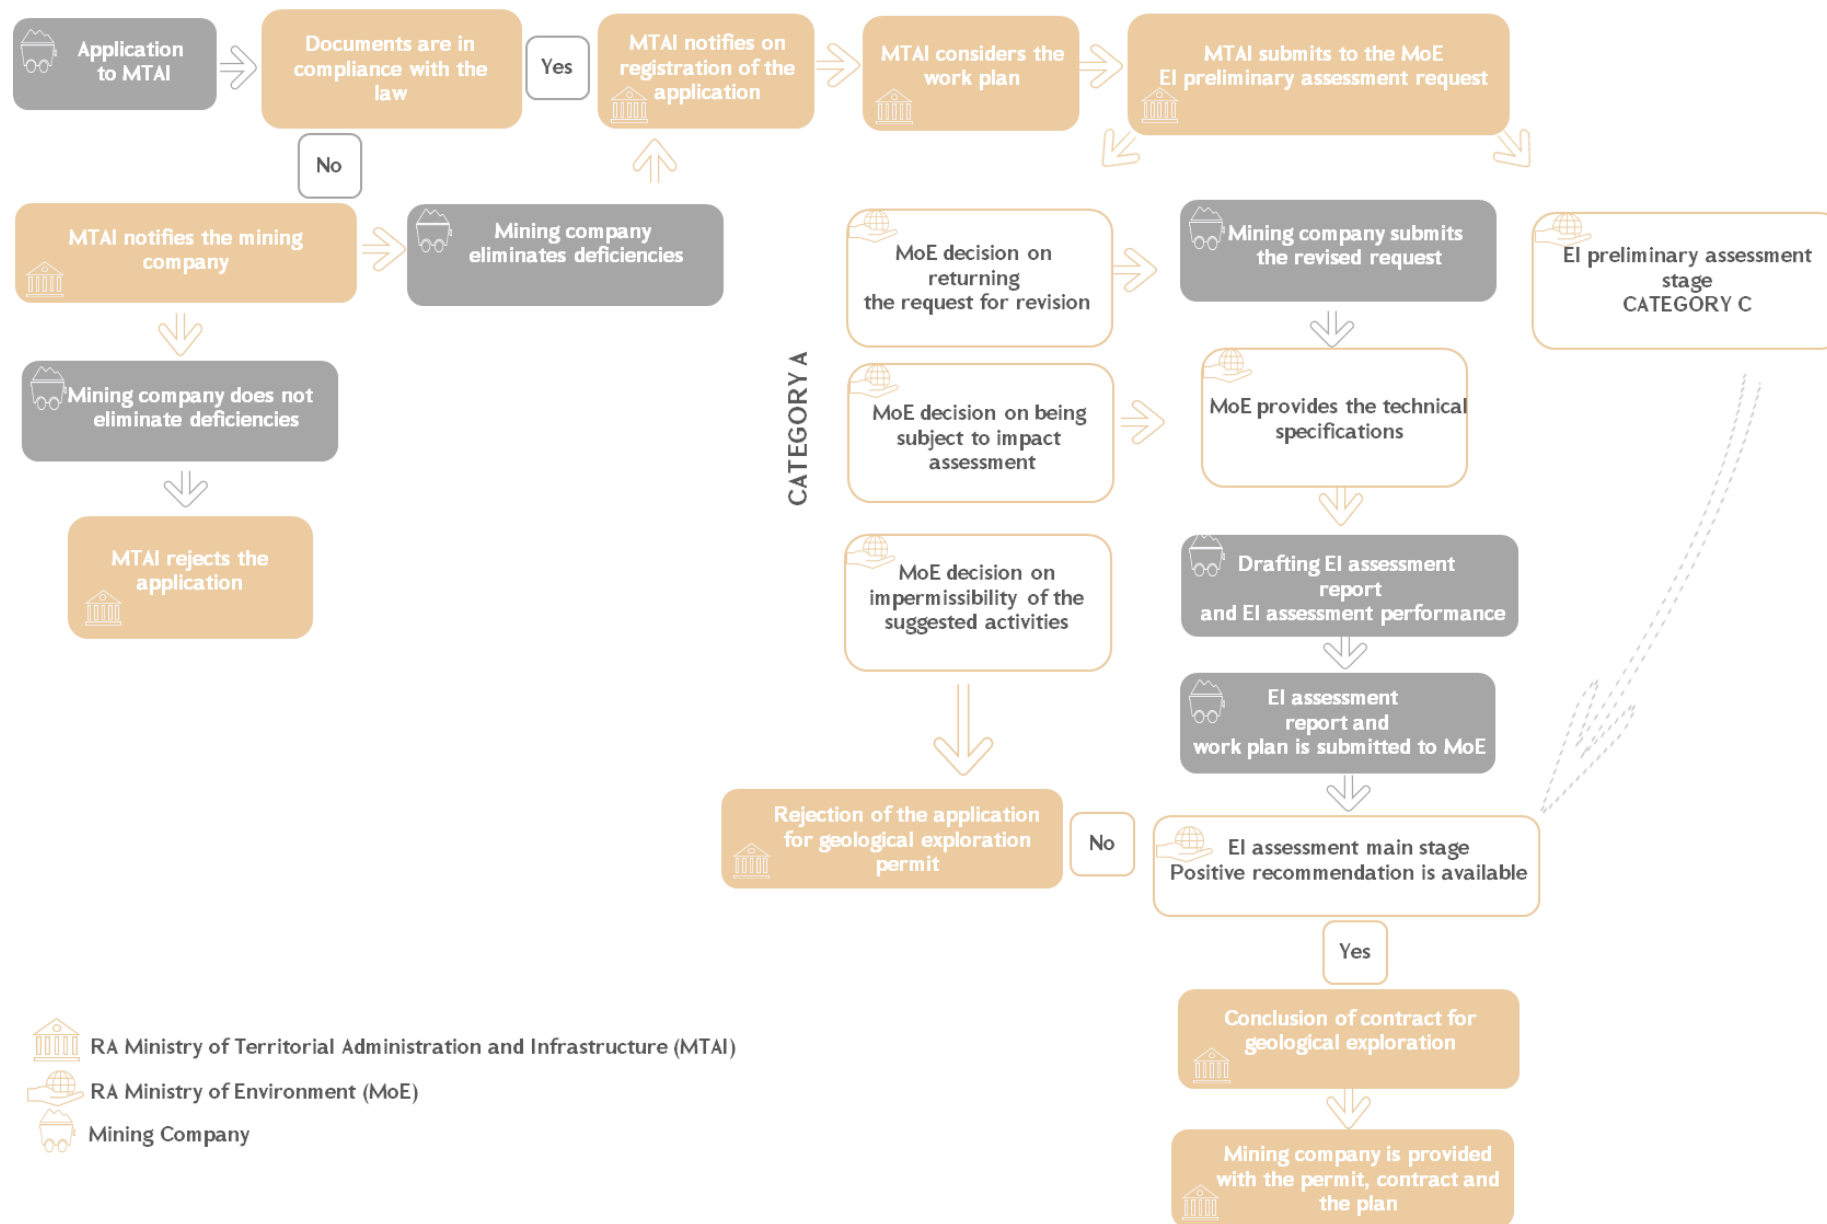 Application
to MTAI
Documents are in
compliance with the
law
Yes
MTAI notifies on
registration of the
application
MTAI considers the
work plan
MTAI submits to the MoE
EI preliminary assessment request
No
MTAI notifies the mining
company
Mining company
eliminates deficiencies
Mining company does not
eliminate deficiencies
MTAI rejects the
application
CATEGORY A
MoE decision on
returning
the request for revision
Mining company submits
the revised request
EI preliminary assessment
stage
CATEGORY C
MoE decision on being
subject to impact
assessment
MoE provides the technical
specifications
MoE decision on
impermissibility of the
suggested activities
Drafting EI assessment
report
and EI assessment performance
EI assessment
report and
work plan is submitted to MoE
Rejection of the application
for geological exploration
permit
No
EI assessment main stage
Positive recommendation is available
Yes
Conclusion of contract for
geological exploration
Mining company is provided
with the permit, contract and
the plan
RA Ministry of Territorial Administration and Infrastructure (MTAI)
RA Ministry of Environment (MoE)
Mining Company